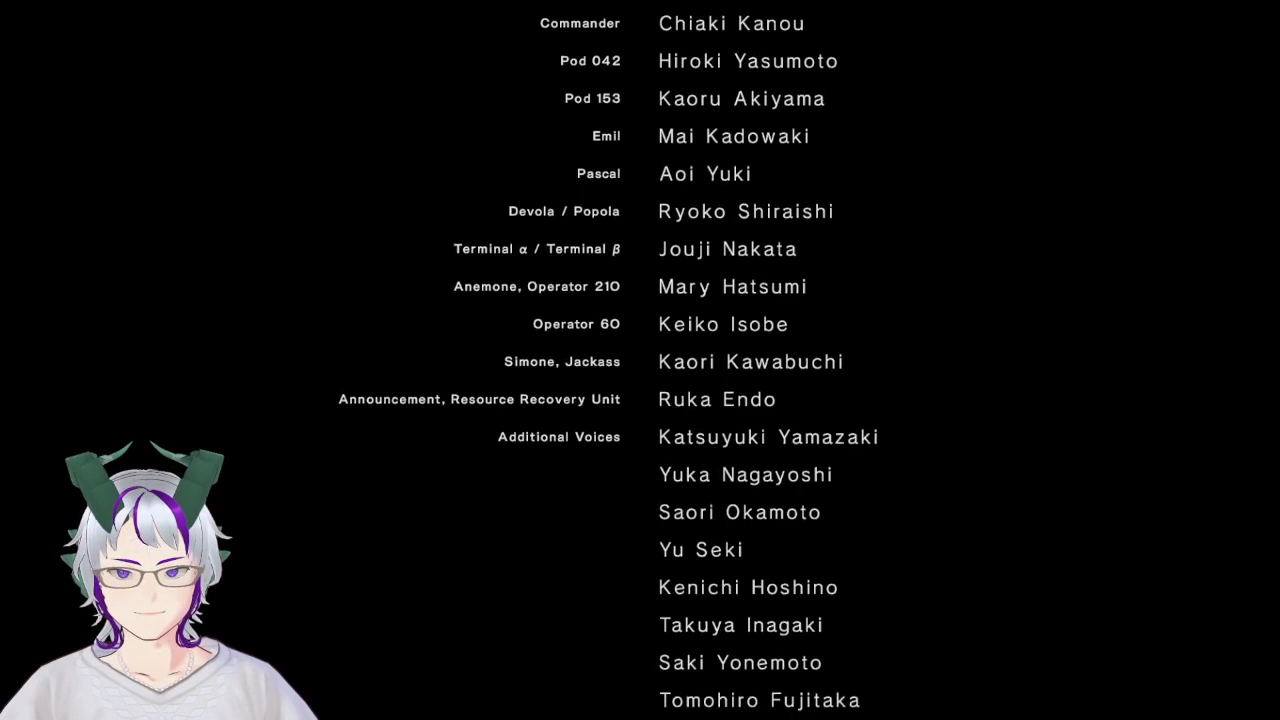 Commander Chiaki Kanou
Pod 042 Hiroki Yasumoto
Pod 153 Kaoru Akiyama
Emil Mai Kadowaki
Pascal Aoi Yuki
Devola / Popola Ryoko Shiraishi
Terminal α / Terminal β Jouji Nakata
Anemone, Operator 21O Mary Hatsumi
Operator 6O Keiko Isobe
Simone, Jackass Kaori Kawabuchi
Announcement, Resource Recovery Unit Ruka Endo
Additional Voices Katsuyuki Yamazaki
Yuka Nagayoshi
Saori Okamoto
Yu Seki
Kenichi Hoshino
Takuya Inagaki
Saki Yonemoto
Tomohiro Fujitaka